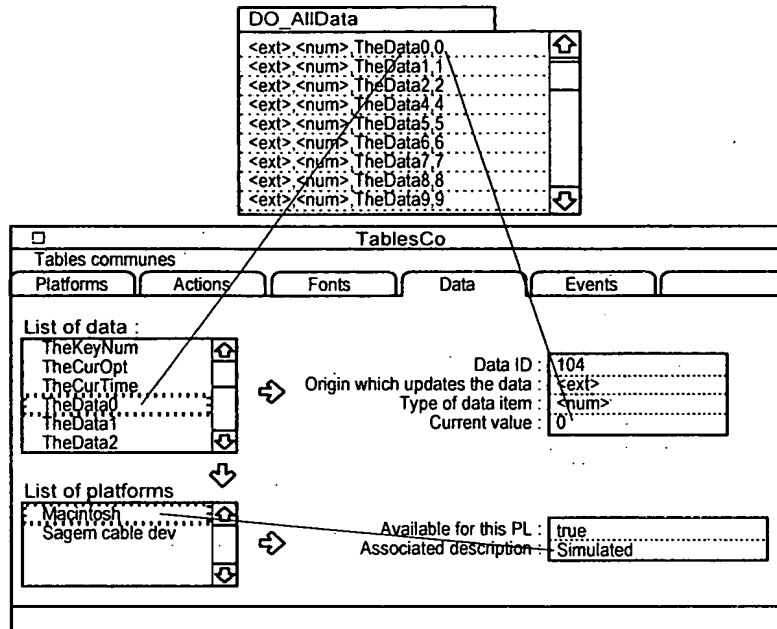 DO_AllData
<ext>,<num>,TheData0,0
<ext>,<num>,TheData1,1
<ext>,<num>,TheData2,2
<ext>,<num>,TheData4,4
<ext>,<num>,TheData5,5
<ext>,<num>,TheData6,6
<ext>,<num>,TheData7,7
<ext>,<num>,TheData8,8
<ext>,<num>,TheData9,9
TablesCo
Tables communes
Platforms Actions Fonts Data Events
List of data :
TheKeyNum
TheCurOpt
TheCurTime
TheData0
TheData1
TheData2
Data ID : 104
Origin which updates the data : <ext>
Type of data item : <num>
Current value : 0
List of platforms
Macintosh
Sagem cable dev
Available for this PL : true
Associated description : Simulated